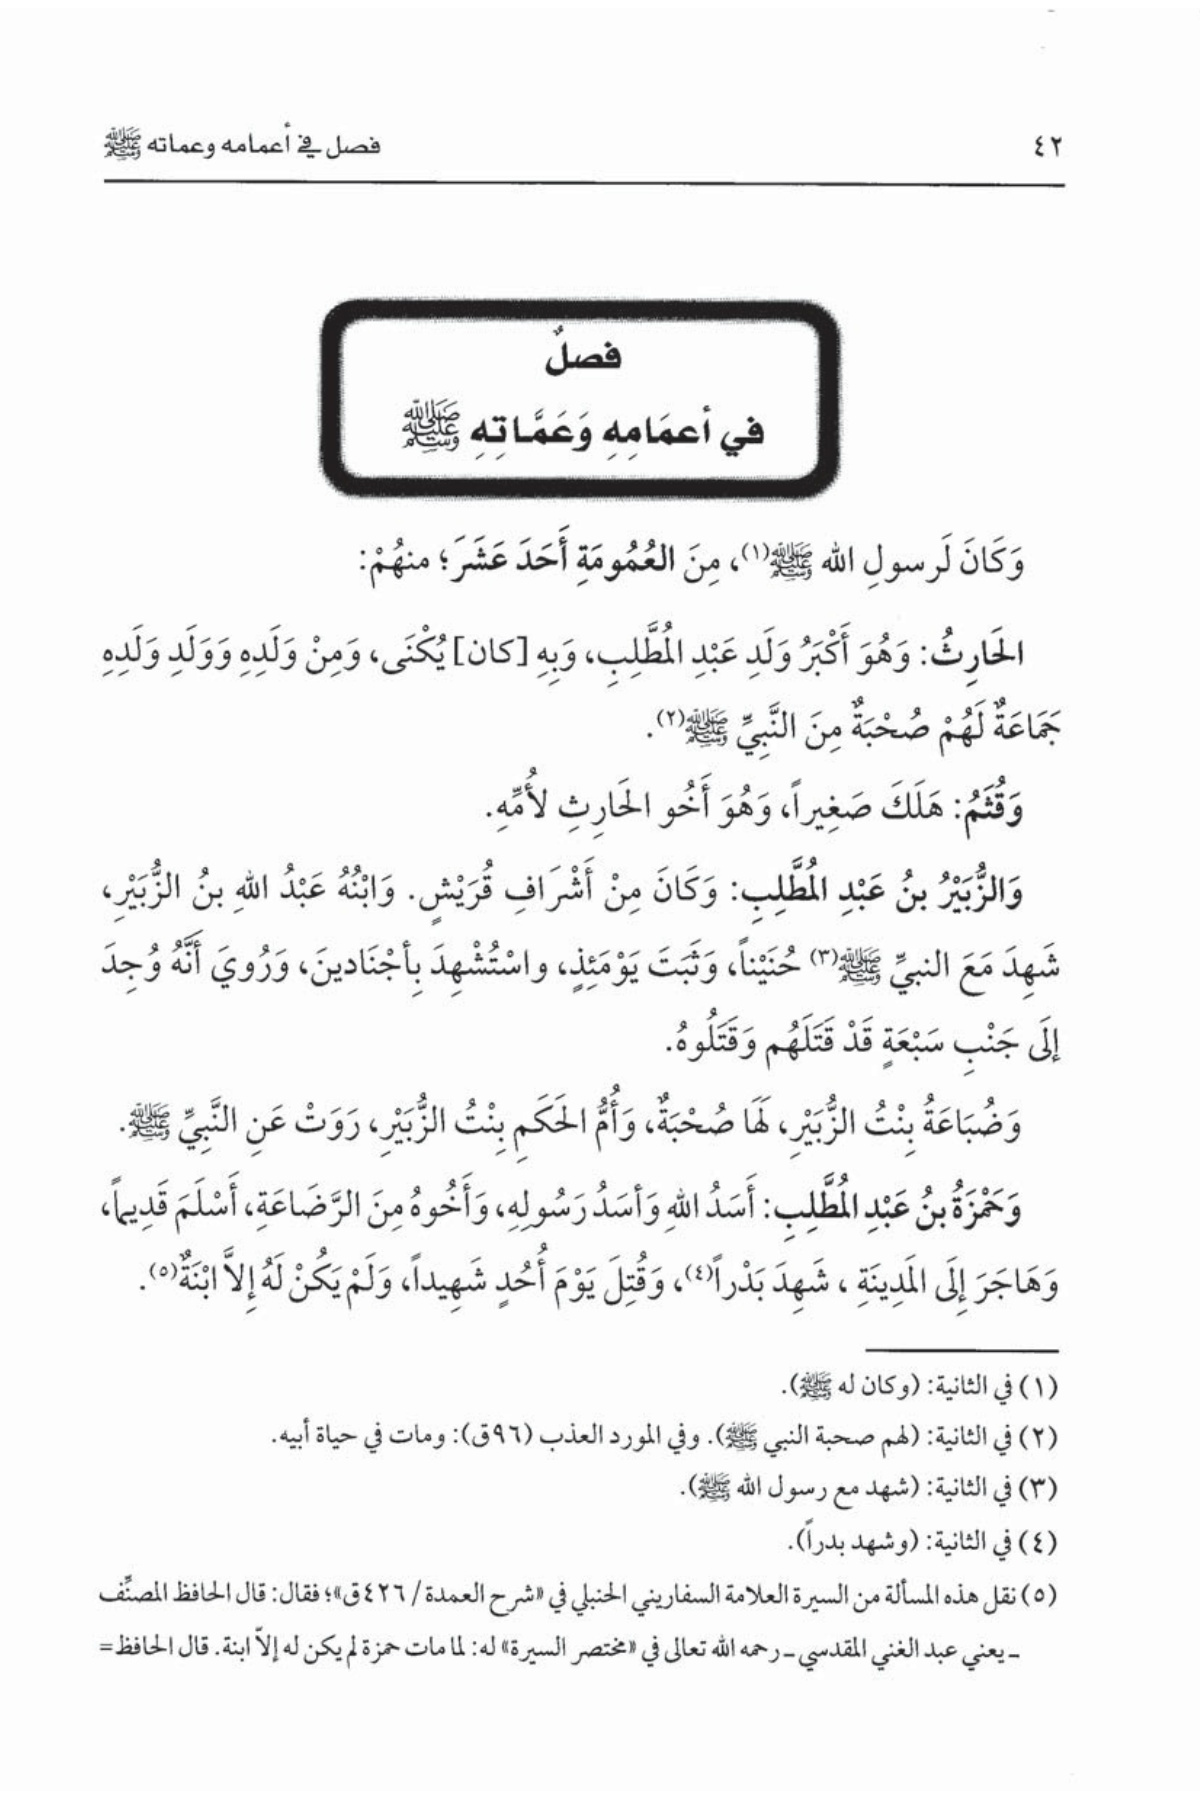 ٤٢
فصل في أعمامه وعماته ﷺ
فصلٌ
في أعمَامِهِ وَعَمَّاتِهِ ﷺ
وَكَانَ لَرسولِ الله ﷺ(١)، مِنَ العُمُومَةِ أَحَدَ عَشَرَ؛ منهُمْ:
الحَارِثُ: وَهُوَ أَكْبَرُ وَلَدِ عَبْدِ المُطَّلِبِ، وَبِهِ [كان] يُكْنَى، وَمِنْ وَلَدِهِ وَوَلَدِ وَلَدِهِ
جَمَاعَةٌ لَهُمْ صُحْبَةٌ مِنَ النَّبِيِّ ﷺ(٢).
وَقُثَمُ: هَلَكَ صَغِيراً، وَهُوَ أَخُو الحَارِثِ لأُمِّهِ.
وَالزُّبَيْرُ بنُ عَبْدِ المُطَّلِبِ: وَكَانَ مِنْ أَشْرَافِ قُرَيْشٍ. وَابْنُهُ عَبْدُ اللهِ بنُ الزُّبَيْرِ،
شَهِدَ مَعَ النبيِّ ﷺ(٣) حُنَيْناً، وَثَبَتَ يَوْمَئِذٍ، واسْتُشْهِدَ بِأجْنَادينَ، وَرُويَ أَنَّهُ وُجِدَ
إلَى جَنْبِ سَبْعَةٍ قَدْ قَتَلَهُم وَقَتَلُوهُ.
وَضُبَاعَةُ بِنْتُ الزُّبَيْرِ، لَهَا صُحْبَةٌ، وَأُمُّ الحَكَمِ بِنْتُ الزُّبَيْرِ، رَوَتْ عَنِ النَّبِيِّ ﷺ.
وَحَمْزَةُ بنُ عَبْدِ المُطَّلِبِ: أَسَدُ اللهِ وَأسَدُ رَسُولِهِ، وَأَخُوهُ مِنَ الرَّضَاعَةِ، أَسْلَمَ قَدِيماً،
وَهَاجَرَ إِلَى المَدِينَةِ ، شَهِدَ بَدْراً(٤)، وَقُتِلَ يَوْمَ أُحُدٍ شَهِيداً، وَلَمْ يَكُنْ لَهُ إِلاَّ ابْنَةٌ(٥).
(١) في الثانية: (وكان له ﷺ).
(٢) في الثانية: (لهم صحبة النبي ﷺ). وفي المورد العذب (٩٦ق): ومات في حياة أبيه.
(٣) في الثانية: (شهد مع رسول الله ﷺ).
(٤) في الثانية: (وشهد بدراً).
(٥) نقل هذه المسألة من السيرة العلامة السفاريني الحنبلي في «شرح العمدة / ٤٢٦ق»؛ فقال: قال الحافظ المصنِّف
ـ يعني عبد الغني المقدسي ـ رحمه الله تعالى في «مختصر السيرة» له: لما مات حمزة لم يكن له إلاّ ابنة. قال الحافظ =